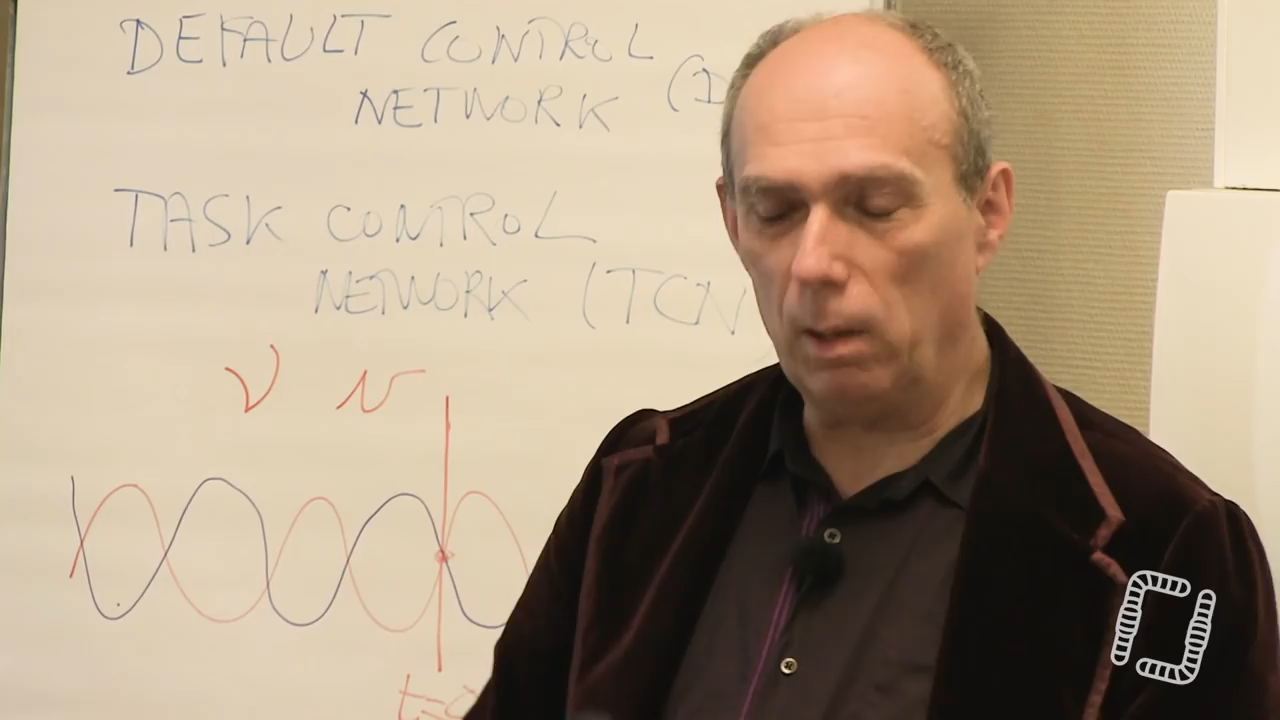 DEFAULT CONTROL
NETWORK (D
TASK CONTROL
NETWORK (TCN